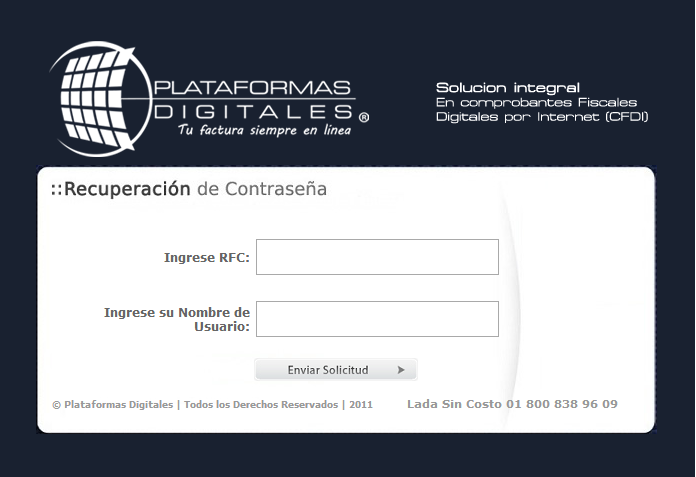 PLATAFORMAS
DIGITALES®
Tu factura siempre en línea
Solucion integral
En comprobantes Fiscales
Digitales por Internet (CFDI)
::Recuperación de Contraseña
Ingrese RFC:
Ingrese su Nombre de
Usuario:
Enviar Solicitud
© Plataformas Digitales | Todos los Derechos Reservados | 2011
Lada Sin Costo 01 800 838 96 09